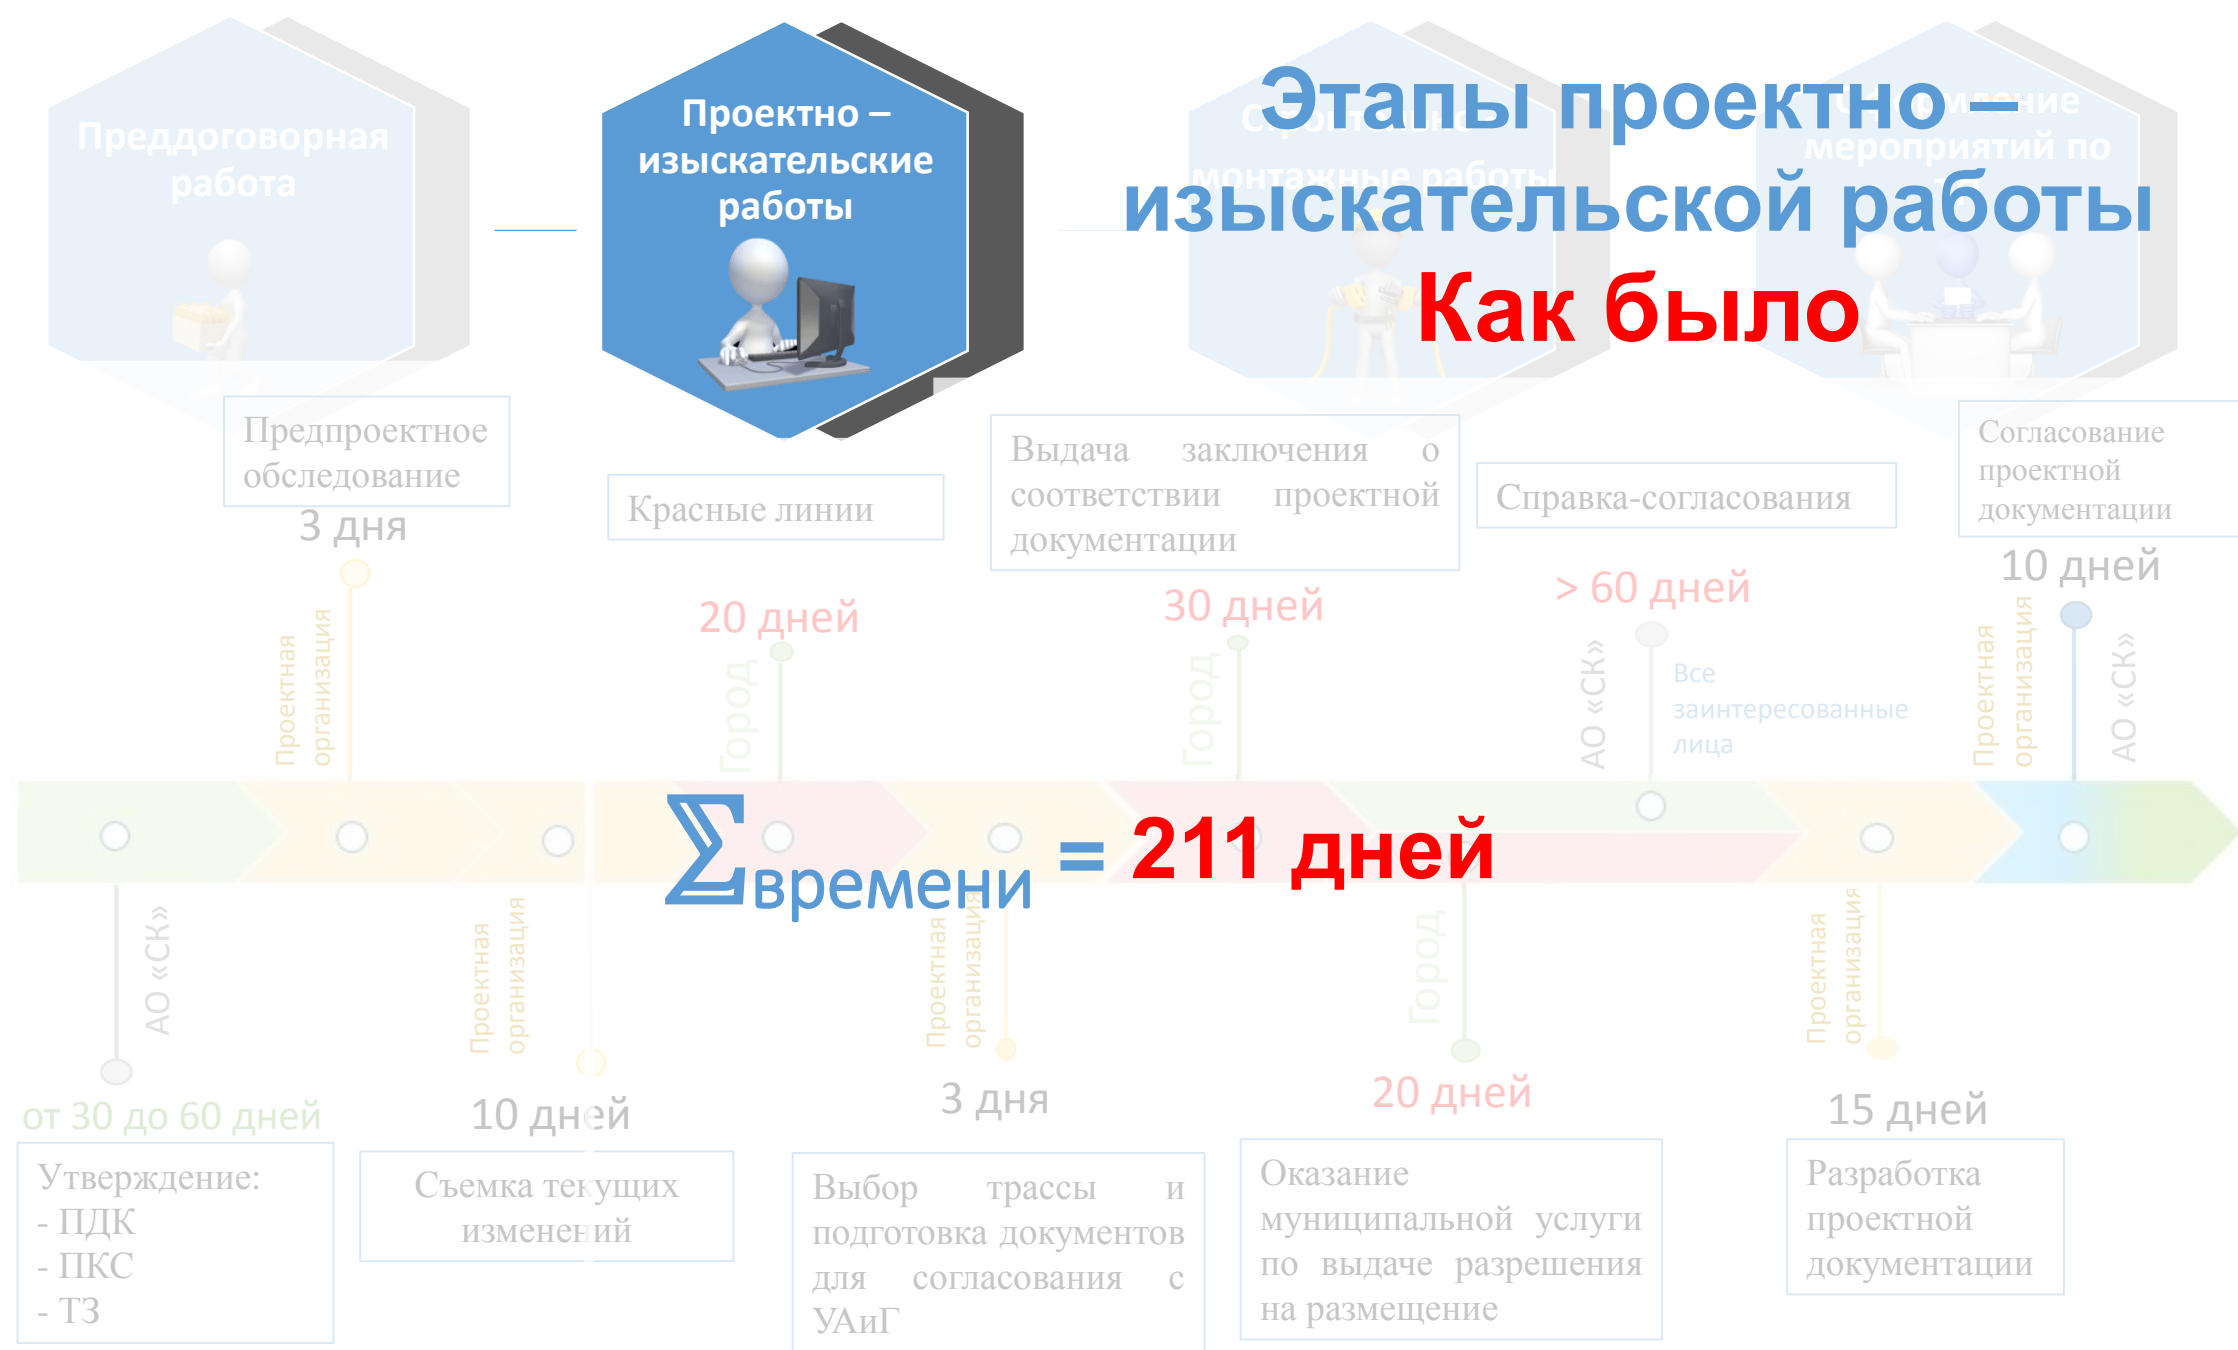 Преддоговорная
работа
Проектно –
изыскательские
работы
монтажные работы
мероприятий по
Этапы проектно –
изыскательской работы
Как было
Предпроектное
обследование
3 дня
Красные линии
20 дней
Выдача заключения о
соответствии проектной
документации
30 дней
Справка-согласования
> 60 дней
Согласование
проектной
документации
10 дней
Проектная
организация
Город
Город
АО «СК»
Все
заинтересованные
лица
Проектная
организация
АО «СК»
∑времени = 211 дней
АО «СК»
Проектная
организация
Проектная
организация
Город
Проектная
организация
от 30 до 60 дней
Утверждение:
- ПДК
- ПКС
- ТЗ
10 дней
Съемка текущих
изменений
3 дня
Выбор трассы и
подготовка документов
для согласования с
УАиГ
20 дней
Оказание
муниципальной услуги
по выдаче разрешения
на размещение
15 дней
Разработка
проектной
документации